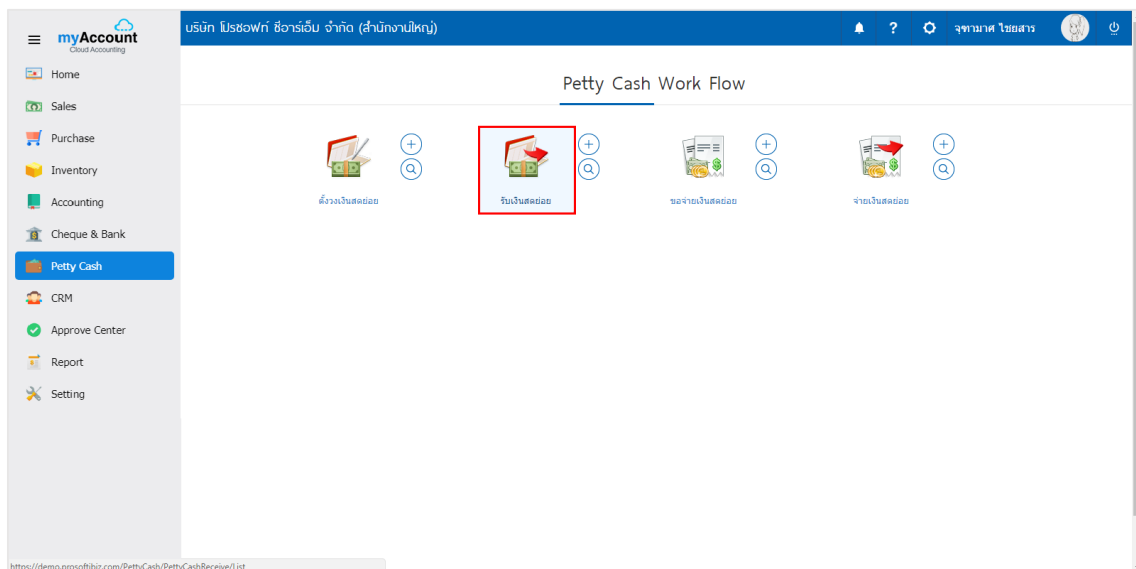 myAccount
Cloud Accounting
บริษัท โปรซอฟท์ ซีอาร์เอ็ม จำกัด (สำนักงานใหญ่)
? จุฑามาศ ไชยสาร
Home
Sales
Purchase
Inventory
Accounting
Cheque & Bank
Petty Cash
CRM
Approve Center
Report
Setting
Petty Cash Work Flow
ตั้งวงเงินสดย่อย
รับเงินสดย่อย
ขอจ่ายเงินสดย่อย
จ่ายเงินสดย่อย
https://demo.prosoftibiz.com/PettyCash/PettyCashReceive/List